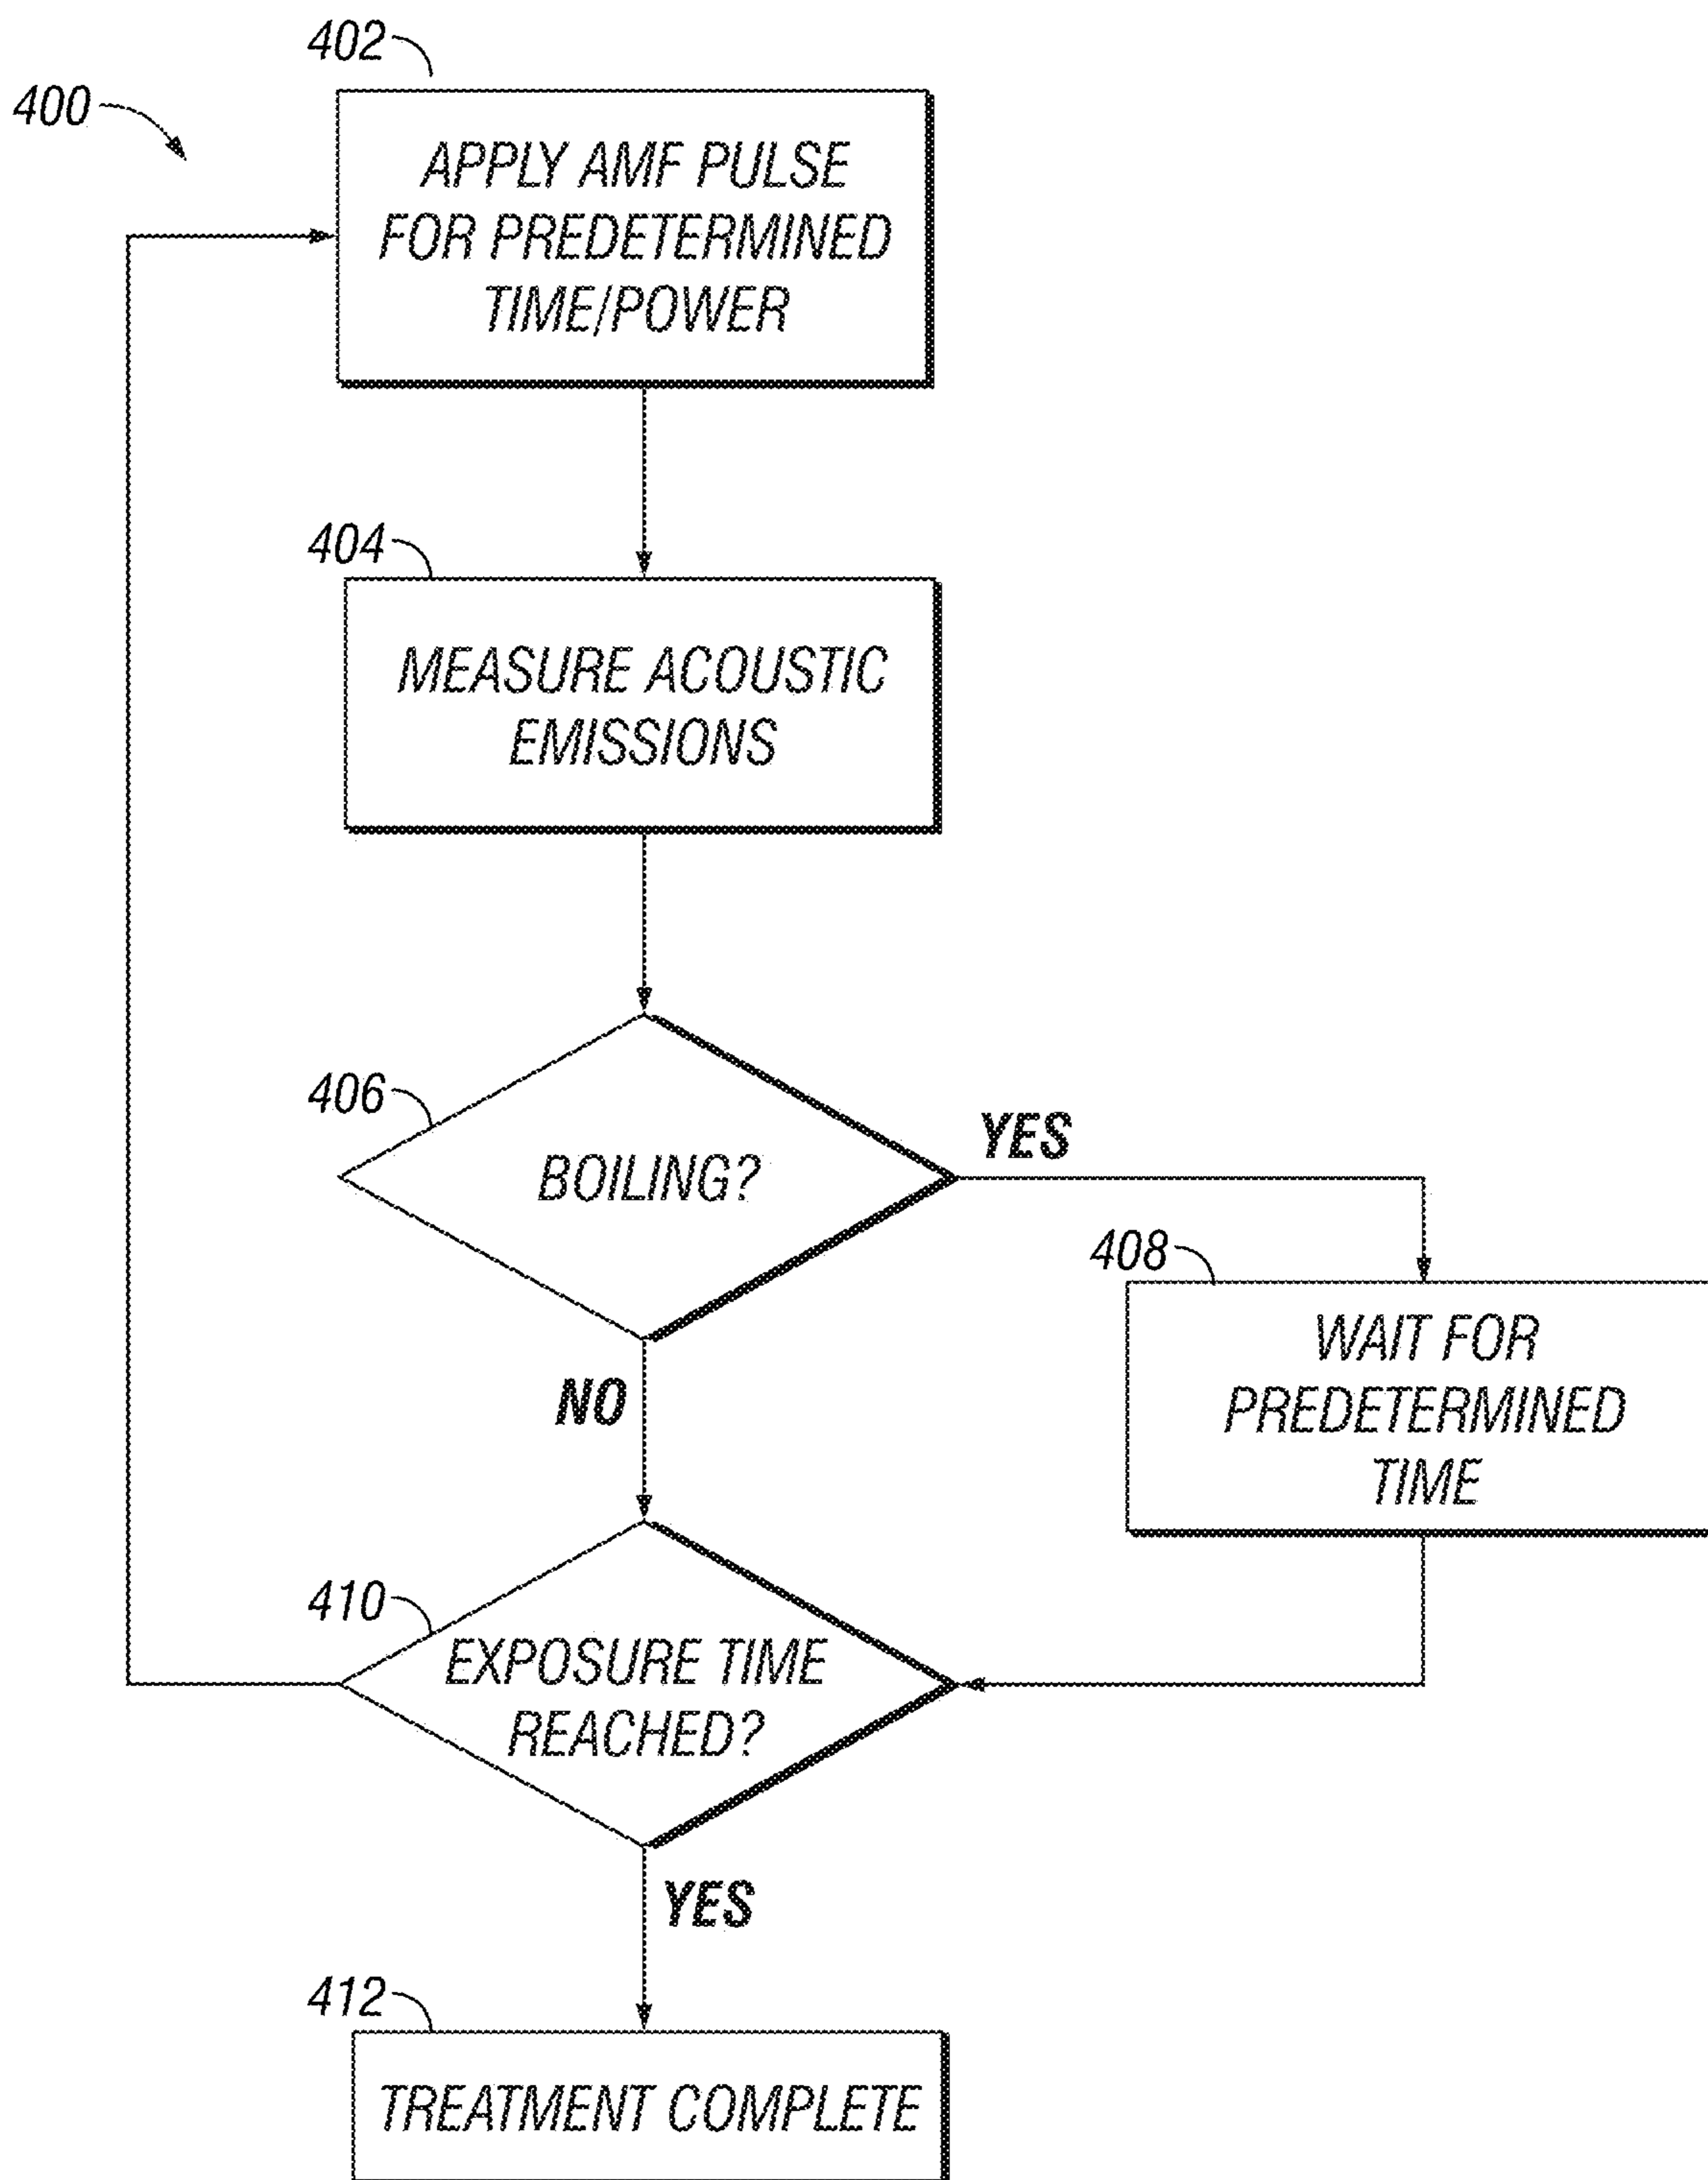 402
400
APPLY AMF PULSE
FOR PREDETERMINED
TIME/POWER
404
MEASURE ACOUSTIC
EMISSIONS
406
BOILING?
YES
408
WAIT FOR
PREDETERMINED
TIME
NO
410
EXPOSURE TIME
REACHED?
YES
412
TREATMENT COMPLETE